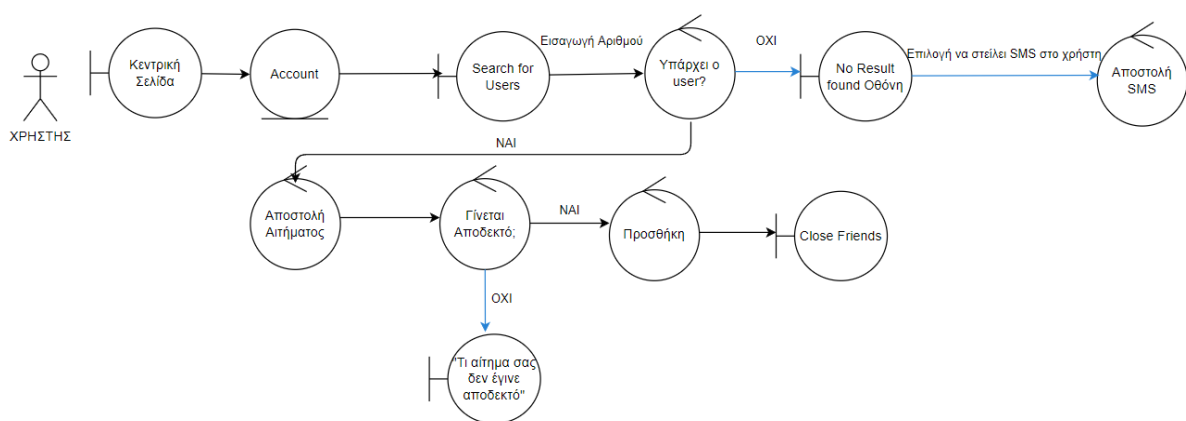 ΧΡΗΣΤΗΣ
Κεντρική
Σελίδα
Account
Search for
Users
Εισαγωγή Αριθμού
Υπάρχει ο
user?
ΟΧΙ
No Result
found Οθόνη
Επιλογή να στείλει SMS στο χρήστη
Αποστολή
SMS
ΝΑΙ
Αποστολή
Αιτήματος
Γίνεται
Αποδεκτό;
ΝΑΙ
Προσθήκη
Close Friends
ΟΧΙ
"Τι αίτημα σας
δεν έγινε
αποδεκτό"